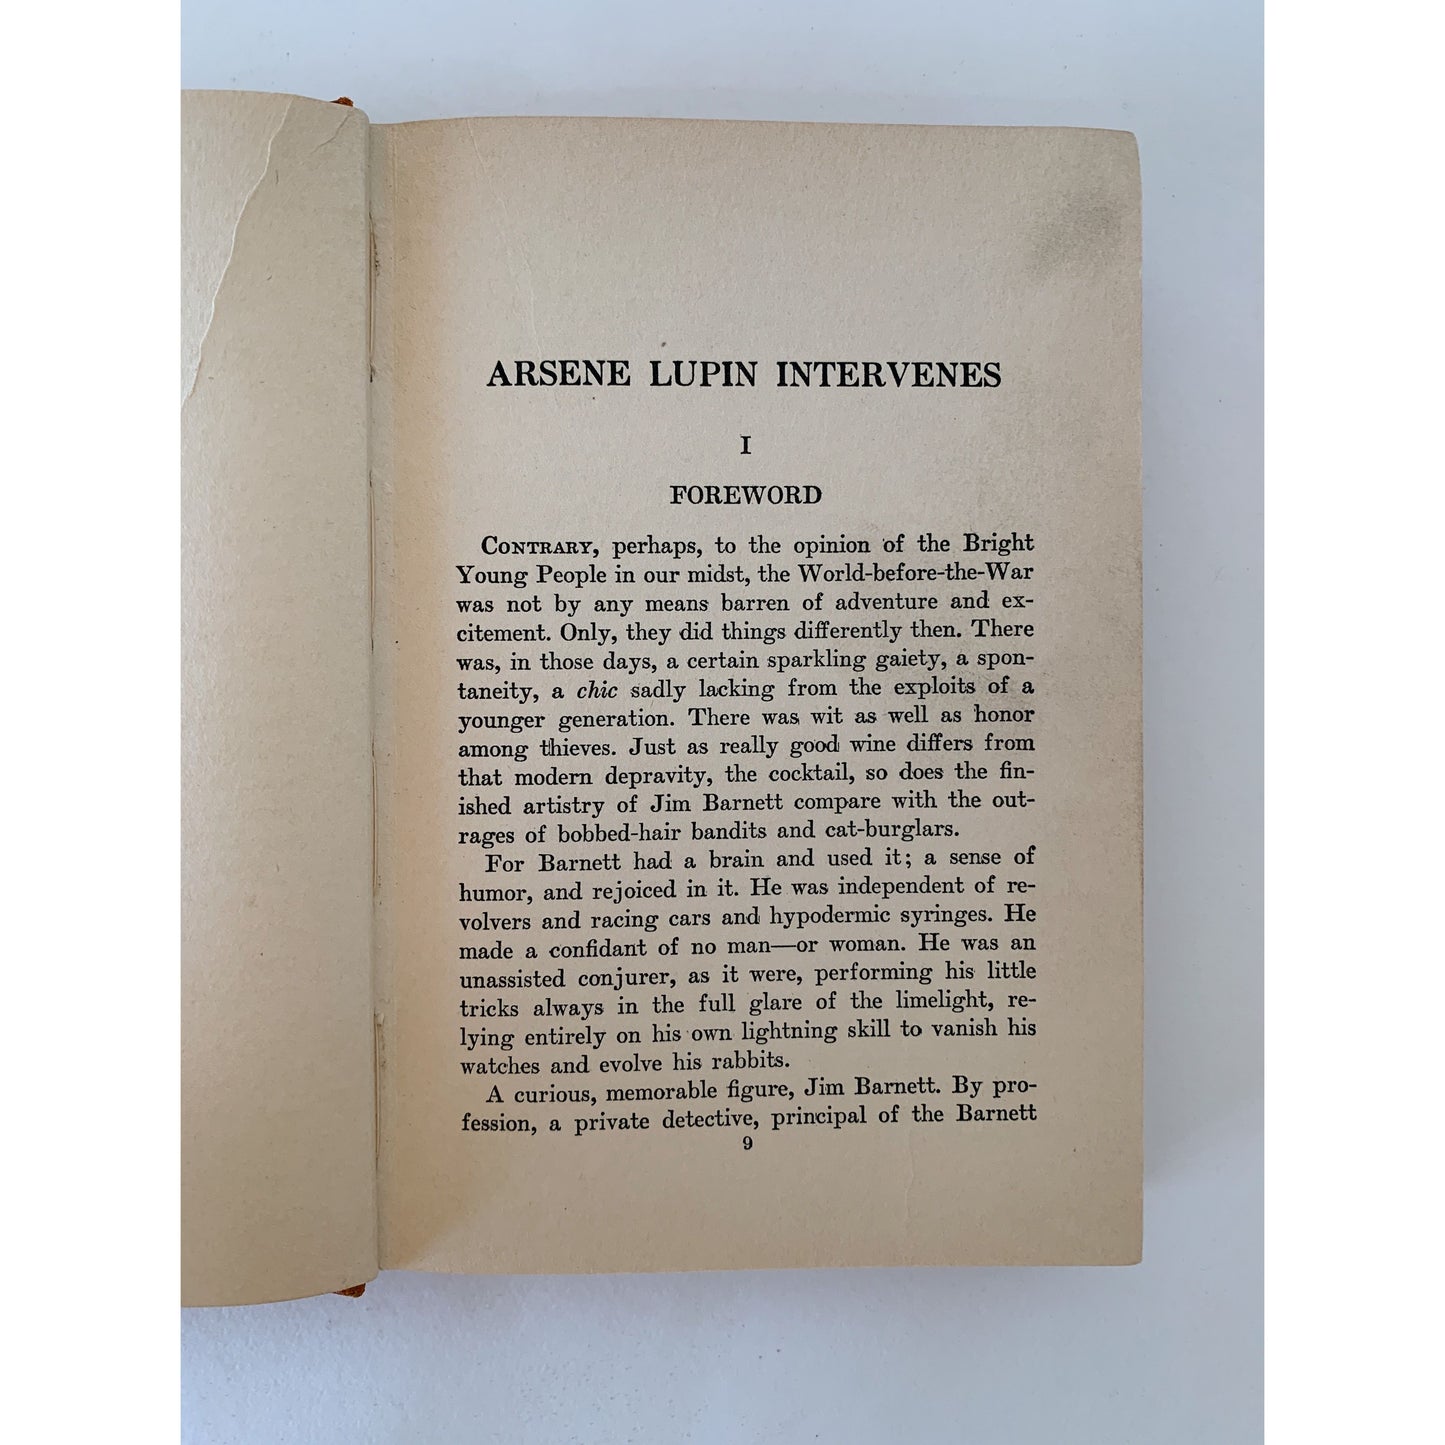 ARSENE LUPIN INTERVENES
I
FOREWORD
CONTRARY, perhaps, to the opinion of the Bright
Young People in our midst, the World-before-the-War
was not by any means barren of adventure and ex-
citement. Only, they did things differently then. There
was, in those days, a certain sparkling gaiety, a spon-
taneity, a chic sadly lacking from the exploits of a
younger generation. There was wit as well as honor
among thieves. Just as really good wine differs from
that modern depravity, the cocktail, so does the fin-
ished artistry of Jim Barnett compare with the out-
rages of bobbed-hair bandits and cat-burglars.
For Barnett had a brain and used it; a sense of
humor, and rejoiced in it. He was independent of re-
volvers and racing cars and hypodermic syringes. He
made a confidant of no man—or woman. He was an
unassisted conjurer, as it were, performing his little
tricks always in the full glare of the limelight, re-
lying entirely on his own lightning skill to vanish his
watches and evolve his rabbits.
A curious, memorable figure, Jim Barnett. By pro-
fession, a private detective, principal of the Barnett
9